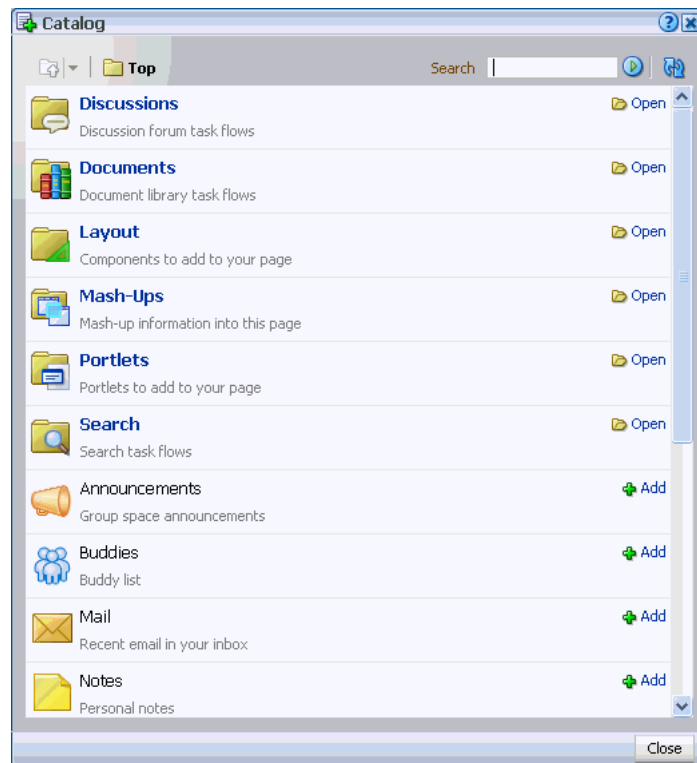 Catalog
Top Search
Discussions Open
Discussion forum task flows
Documents Open
Document library task flows
Layout Open
Components to add to your page
Mash-Ups Open
Mash-up information into this page
Portlets Open
Portlets to add to your page
Search Open
Search task flows
Announcements Add
Group space announcements
Buddies Add
Buddy list
Mail Add
Recent email in your inbox
Notes Add
Personal notes
Close